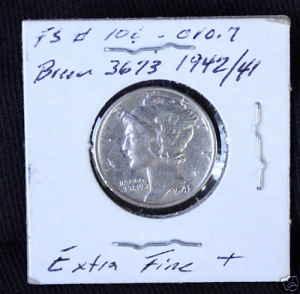 FS # 10¢ - 010.7
Breen 3673 1942/41
Extra Fine +